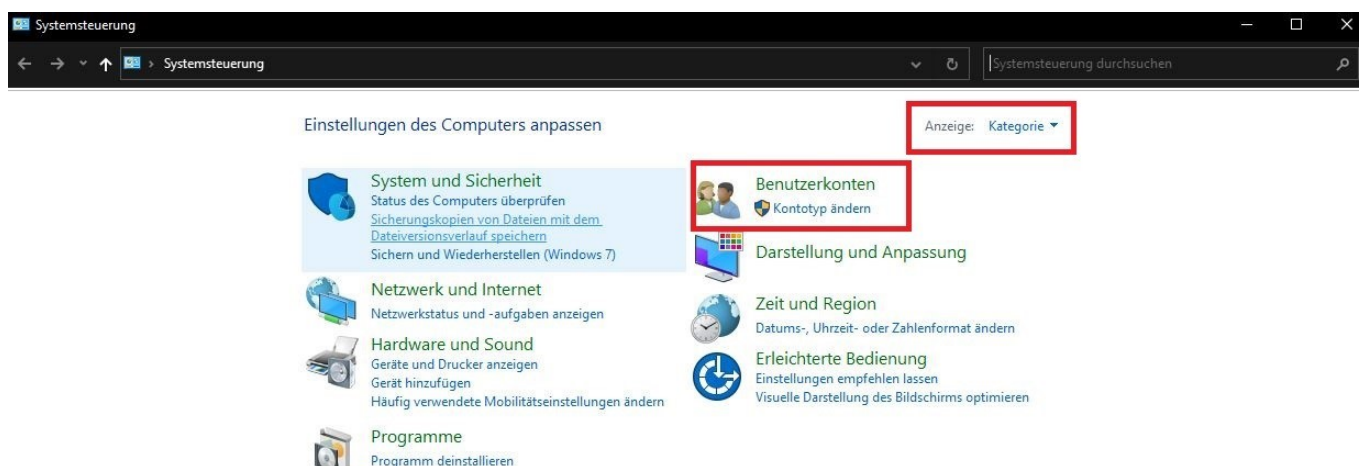 Systemsteuerung
Systemsteuerung
Systemsteuerung durchsuchen
Einstellungen des Computers anpassen
Anzeige: Kategorie
System und Sicherheit
Status des Computers überprüfen
Sicherungskopien von Dateien mit dem
Dateiversionsverlauf speichern
Sichern und Wiederherstellen (Windows 7)
Netzwerk und Internet
Netzwerkstatus und -aufgaben anzeigen
Hardware und Sound
Geräte und Drucker anzeigen
Gerät hinzufügen
Häufig verwendete Mobilitätseinstellungen ändern
Programme
Programm deinstallieren
Benutzerkonten
Kontotyp ändern
Darstellung und Anpassung
Zeit und Region
Datums-, Uhrzeit- oder Zahlenformat ändern
Erleichterte Bedienung
Einstellungen empfehlen lassen
Visuelle Darstellung des Bildschirms optimieren